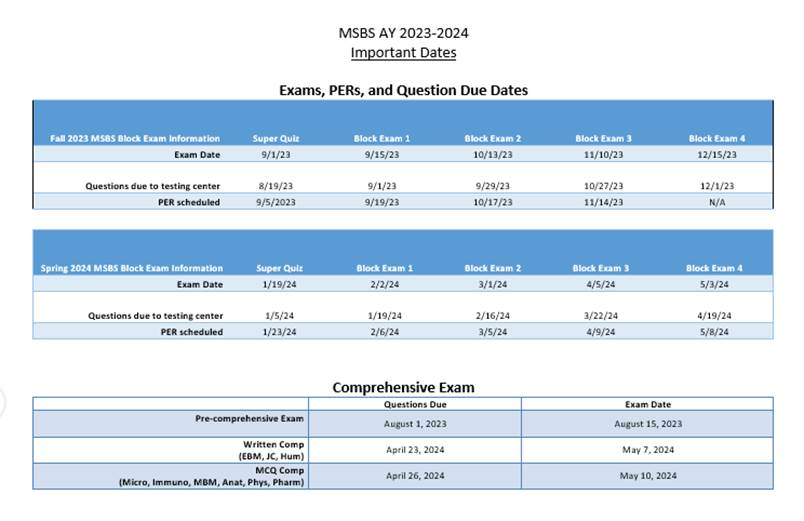 MSBS AY 2023-2024
Important Dates
Exams, PERs, and Question Due Dates
Fall 2023 MSBS Block Exam Information Super Quiz Block Exam 1 Block Exam 2 Block Exam 3 Block Exam 4
Exam Date 9/1/23 9/15/23 10/13/23 11/10/23 12/15/23
Questions due to testing center 8/19/23 9/1/23 9/29/23 10/27/23 12/1/23
PER scheduled 9/5/2023 9/19/23 10/17/23 11/14/23 N/A
Spring 2024 MSBS Block Exam Information Super Quiz Block Exam 1 Block Exam 2 Block Exam 3 Block Exam 4
Exam Date 1/19/24 2/2/24 3/1/24 4/5/24 5/3/24
Questions due to testing center 1/5/24 1/19/24 2/16/24 3/22/24 4/19/24
PER scheduled 1/23/24 2/6/24 3/5/24 4/9/24 5/8/24
Comprehensive Exam
Questions Due Exam Date
Pre-comprehensive Exam August 1, 2023 August 15, 2023
Written Comp
(EBM, JC, Hum) April 23, 2024 May 7, 2024
MCQ Comp
(Micro, Immuno, MBM, Anat, Phys, Pharm) April 26, 2024 May 10, 2024